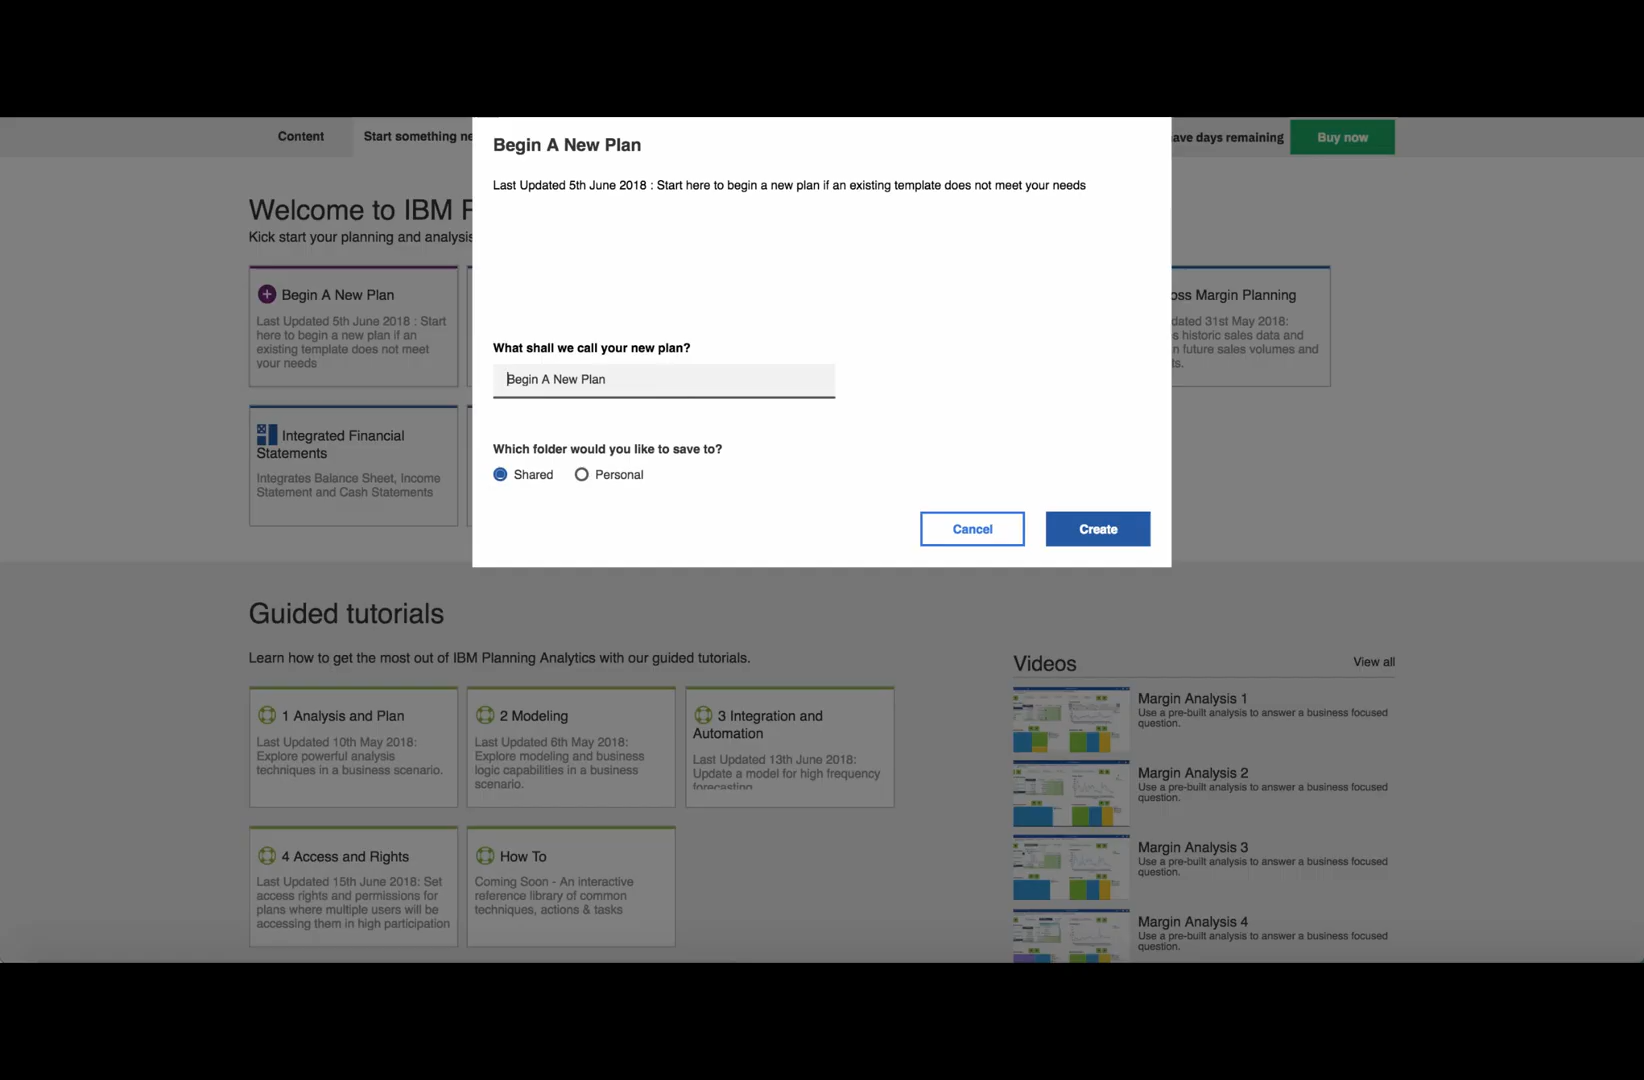 Content
Start something ne
ave days remaining
Buy now
Begin A New Plan
Last Updated 5th June 2018 : Start here to begin a new plan if an existing template does not meet your needs
What shall we call your new plan?
Begin A New Plan
Which folder would you like to save to?
Shared
Personal
Cancel
Create
Welcome to IBM P
Kick start your planning and analysis
Begin A New Plan
Last Updated 5th June 2018 : Start
here to begin a new plan if an
existing template does not meet
your needs
oss Margin Planning
dated 31st May 2018:
s historic sales data and
n future sales volumes and
ts.
Integrated Financial
Statements
Integrates Balance Sheet, Income
Statement and Cash Statements
Guided tutorials
Learn how to get the most out of IBM Planning Analytics with our guided tutorials.
1 Analysis and Plan
Last Updated 10th May 2018:
Explore powerful analysis
techniques in a business scenario.
2 Modeling
Last Updated 6th May 2018:
Explore modeling and business
logic capabilities in a business
scenario.
3 Integration and
Automation
Last Updated 13th June 2018:
Update a model for high frequency
forecasting
4 Access and Rights
Last Updated 15th June 2018: Set
access rights and permissions for
plans where multiple users will be
accessing them in high participation
How To
Coming Soon - An interactive
reference library of common
techniques, actions & tasks
Videos
View all
Margin Analysis 1
Use a pre-built analysis to answer a business focused
question.
Margin Analysis 2
Use a pre-built analysis to answer a business focused
question.
Margin Analysis 3
Use a pre-built analysis to answer a business focused
question.
Margin Analysis 4
Use a pre-built analysis to answer a business focused
question.